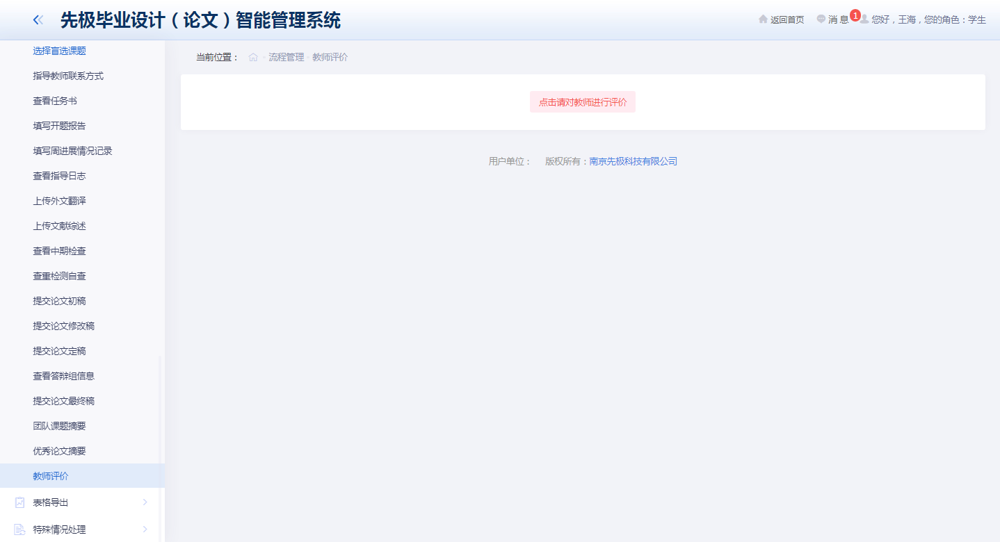 先极毕业设计（论文）智能管理系统
返回首页 消 息 1 您好，王海，您的角色：学生
选择盲选课题
指导教师联系方式
查看任务书
填写开题报告
填写周进展情况记录
查看指导日志
上传外文翻译
上传文献综述
查看中期检查
查重检测自查
提交论文初稿
提交论文修改稿
提交论文定稿
查看答辩组信息
提交论文最终稿
团队课题摘要
优秀论文摘要
教师评价
表格导出
特殊情况处理
当前位置： - 流程管理 - 教师评价
点击请对教师进行评价
用户单位： 版权所有：南京先极科技有限公司